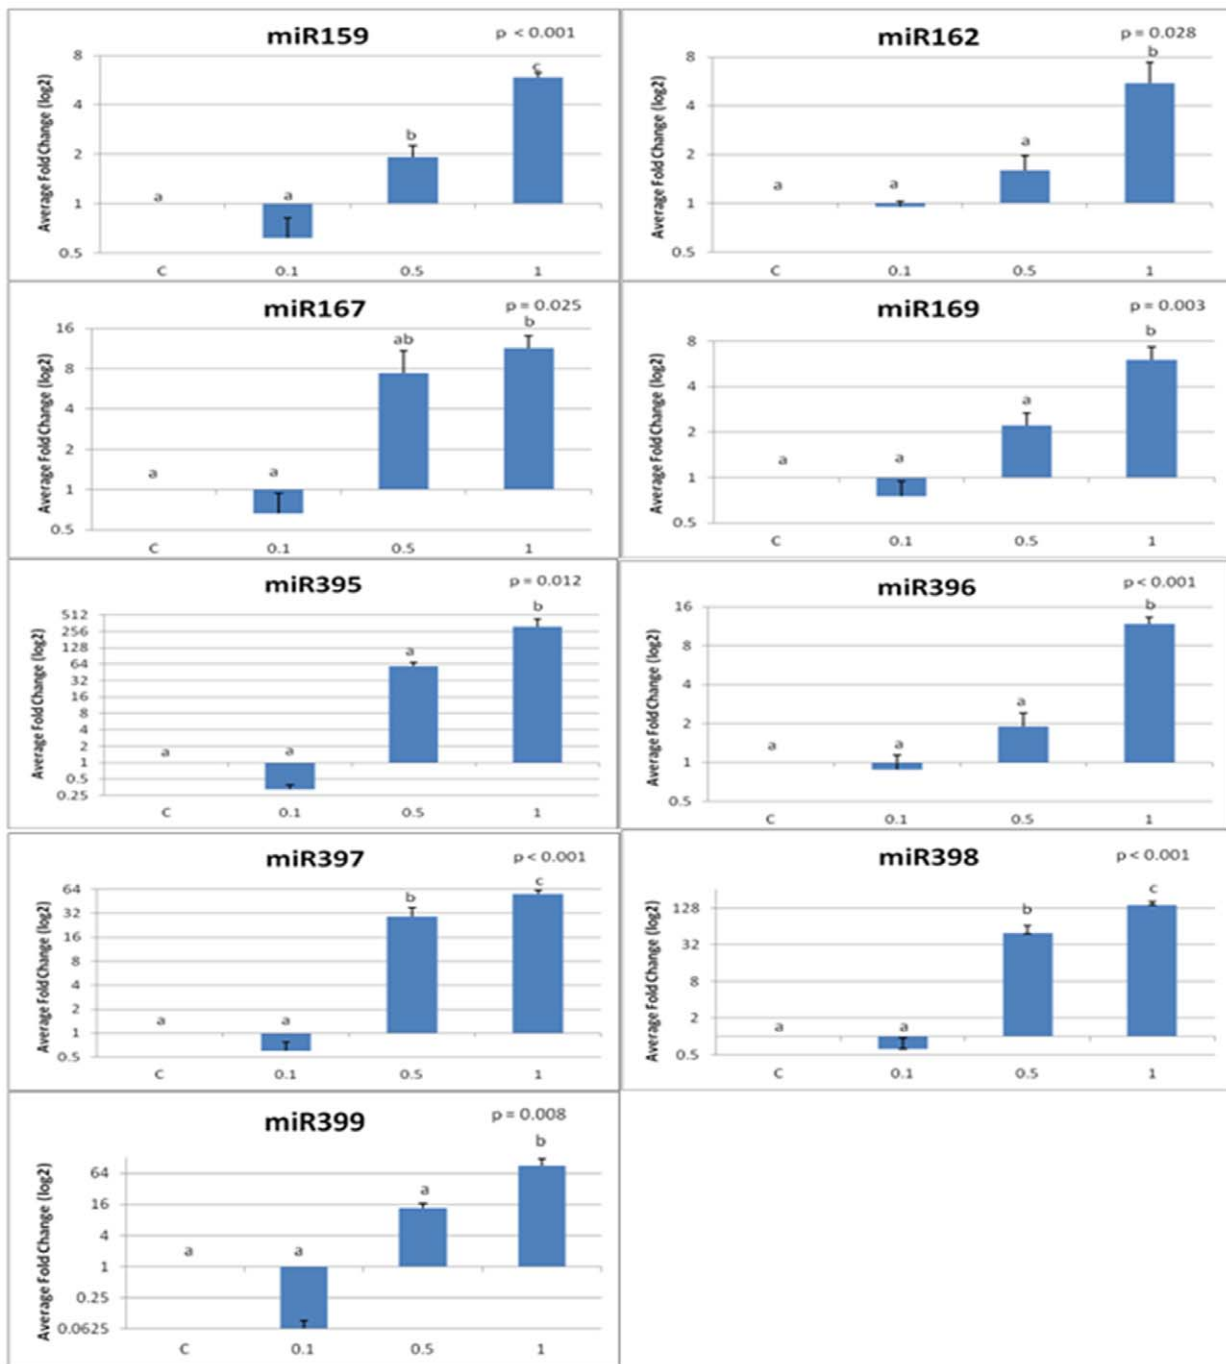 miR159
p < 0.001
Average Fold Change (log2)
8
4
2
1
0.5
a
a
b
c
C 0.1 0.5 1
miR162
p = 0.028
Average Fold Change (log2)
8
4
2
1
0.5
a
a
a
b
C 0.1 0.5 1
miR167
p = 0.025
Average Fold Change (log2)
16
8
4
2
1
0.5
a
a
ab
b
C 0.1 0.5 1
miR169
p = 0.003
Average Fold Change (log2)
8
4
2
1
0.5
a
a
a
b
C 0.1 0.5 1
miR395
p = 0.012
Average Fold Change (log2)
512
256
128
64
32
16
8
4
2
1
0.5
0.25
a
a
a
b
C 0.1 0.5 1
miR396
p < 0.001
Average Fold Change (log2)
16
8
4
2
1
0.5
a
a
a
b
C 0.1 0.5 1
miR397
p < 0.001
Average Fold Change (log2)
64
32
16
8
4
2
1
0.5
a
a
b
c
C 0.1 0.5 1
miR398
p < 0.001
Average Fold Change (log2)
128
32
8
2
0.5
a
a
b
c
C 0.1 0.5 1
miR399
p = 0.008
Average Fold Change (log2)
64
16
4
1
0.25
0.0625
a
a
a
b
C 0.1 0.5 1